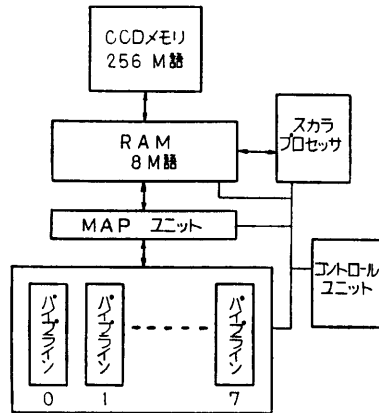 CCDメモリ
256 M語
RAM
8M語
スカラ
プロセッサ
MAP ユニット
コントロール
ユニット
パイプライン
パイプライン
パイプライン
0 1 7